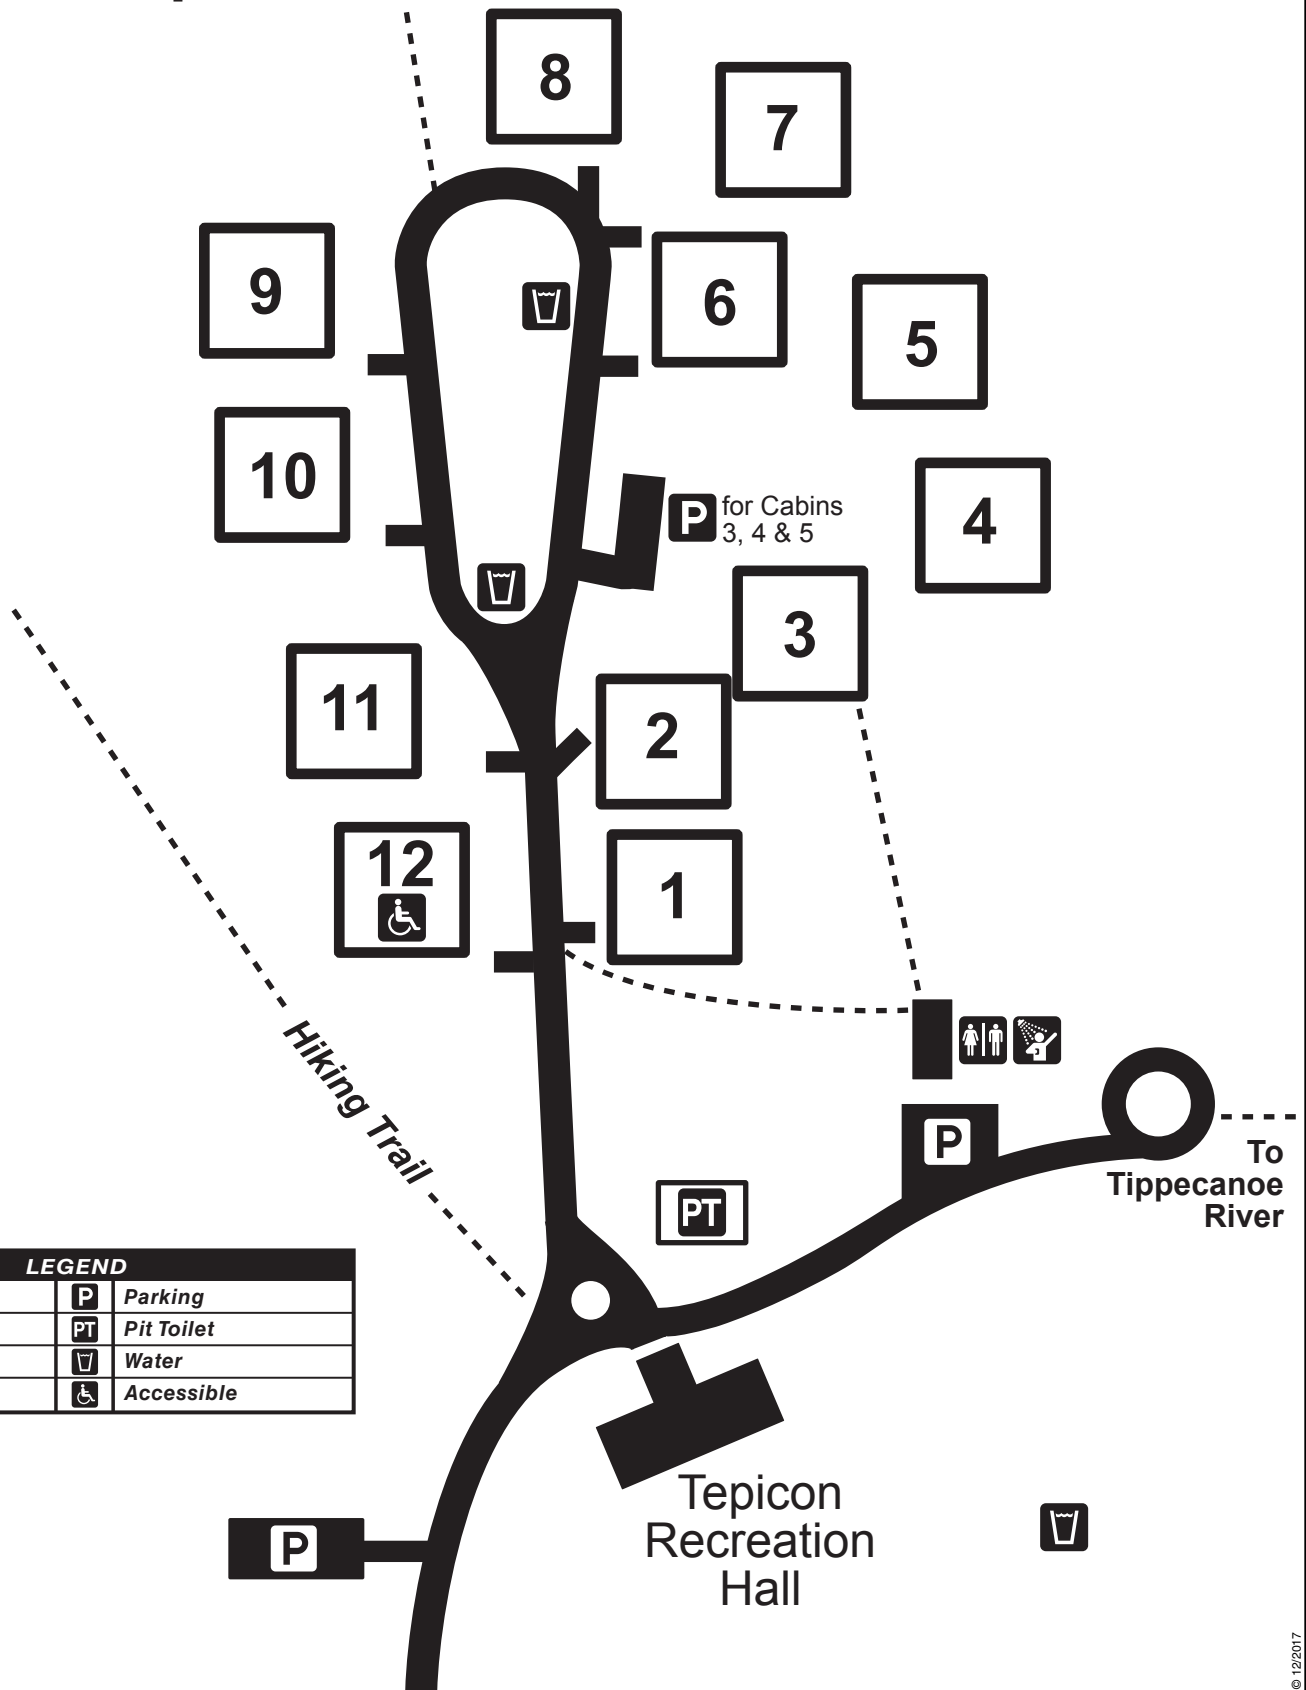 8
7
9
6
5
10
P for Cabins
3, 4 & 5
4
3
11
2
12
1
Hiking Trail
P
To
Tippecanoe
River
PT
LEGEND
P Parking
PT Pit Toilet
Water
Accessible
Tepicon
Recreation
Hall
P
© 12/2017